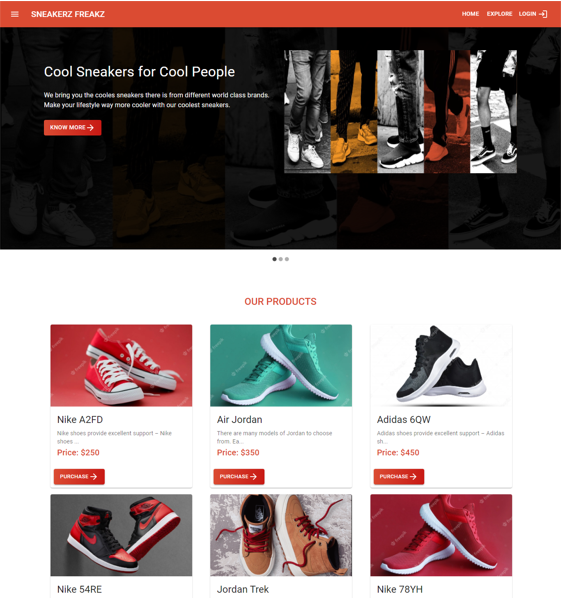 SNEAKERZ FREAKZ
HOME EXPLORE LOGIN
Cool Sneakers for Cool People
We bring you the cooles sneakers there is from different world class brands.
Make your lifestyle way more cooler with our coolest sneakers.
KNOW MORE
OUR PRODUCTS
Nike A2FD
Nike shoes provide excellent support – Nike
shoes ...
Price: $250
PURCHASE
Air Jordan
There are many models of Jordan to choose
from. Ea...
Price: $350
PURCHASE
Adidas 6QW
Adidas shoes provide excellent support – Adidas
sh...
Price: $450
PURCHASE
Nike 54RE
Jordan Trek
Nike 78YH